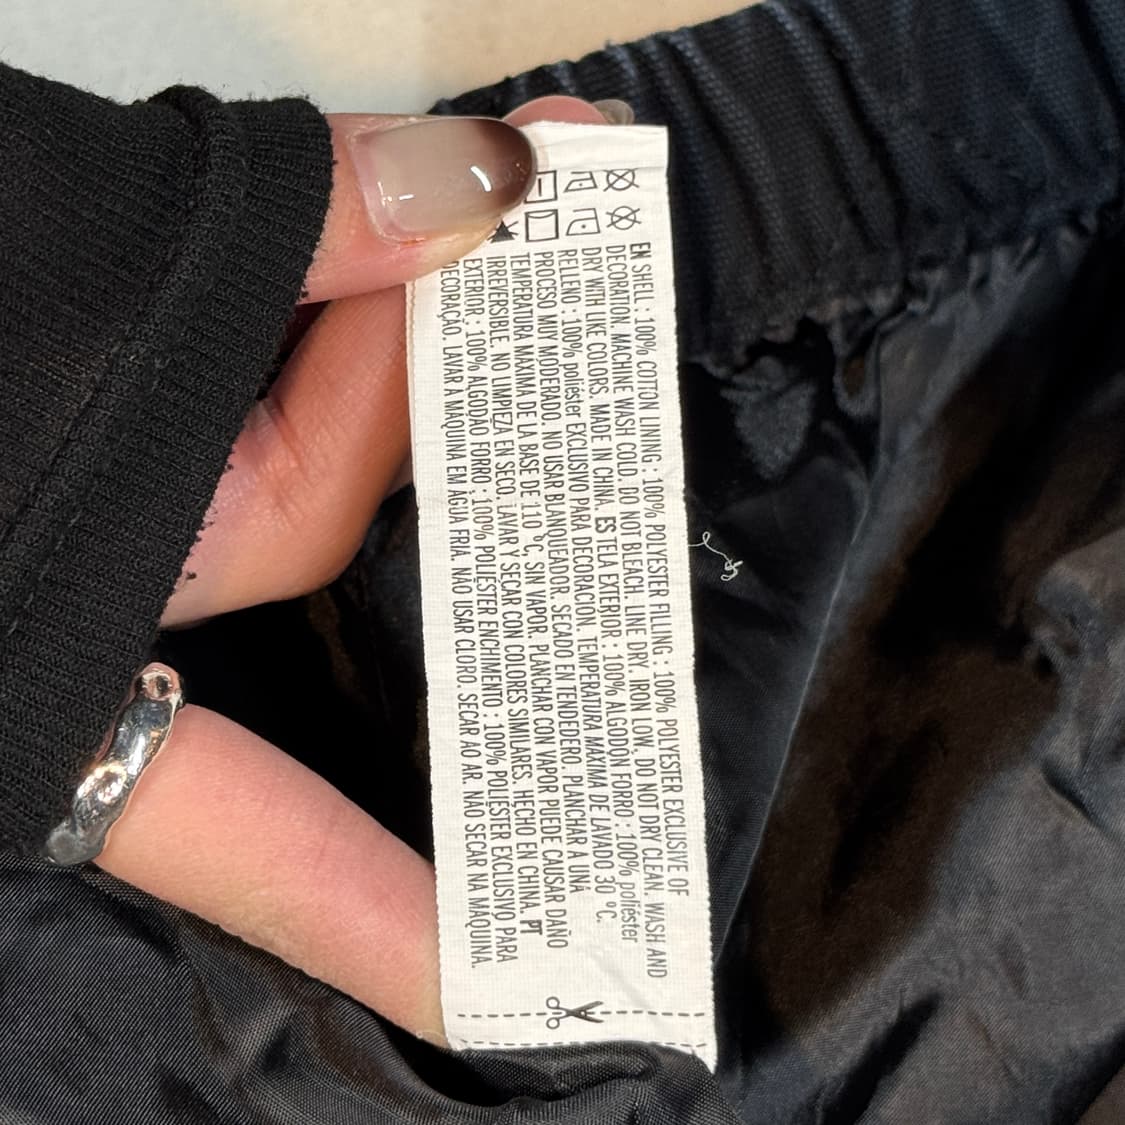 EN SHELL : 100% COTTON LINING : 100% POLYESTER FILLING : 100% POLYESTER EXCLUSIVE OF
DECORATION. MACHINE WASH COLD. DO NOT BLEACH. LINE DRY. IRON LOW. DO NOT DRY CLEAN. WASH AND
DRY WITH LIKE COLORS. MADE IN CHINA. ES TELA EXTERIOR : 100% ALGODÓN FORRO : 100% poliéster
RELLENO : 100% poliéster EXCLUSIVO PARA DECORACIÓN. TEMPERATURA MÁXIMA DE LAVADO 30 ºC.
PROCESO MUY MODERADO. NO USAR BLANQUEADOR. SECADO EN TENDEDERO. PLANCHAR A UNA
TEMPERATURA MÁXIMA DE LA BASE DE 110 ºC, SIN VAPOR. PLANCHAR CON VAPOR PUEDE CAUSAR DAÑO
IRREVERSIBLE. NO LIMPIEZA EN SECO. LAVAR Y SECAR CON COLORES SIMILARES. HECHO EN CHINA. PT
EXTERIOR : 100% ALGODÃO FORRO : 100% POLIÉSTER ENCHIMENTO : 100% POLIÉSTER EXCLUSIVO PARA
DECORAÇÃO. LAVAR A MÁQUINA EM AGUA FRIA. NÃO USAR CLORO. SECAR AO AR. NÃO SECAR NA MÁQUINA.